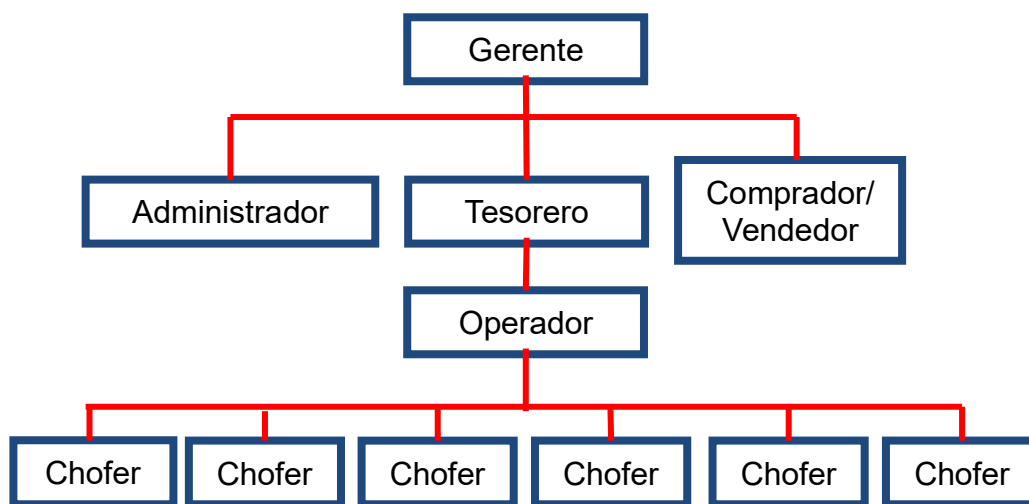 Gerente
Administrador
Tesorero
Comprador/
Vendedor
Operador
Chofer
Chofer
Chofer
Chofer
Chofer
Chofer